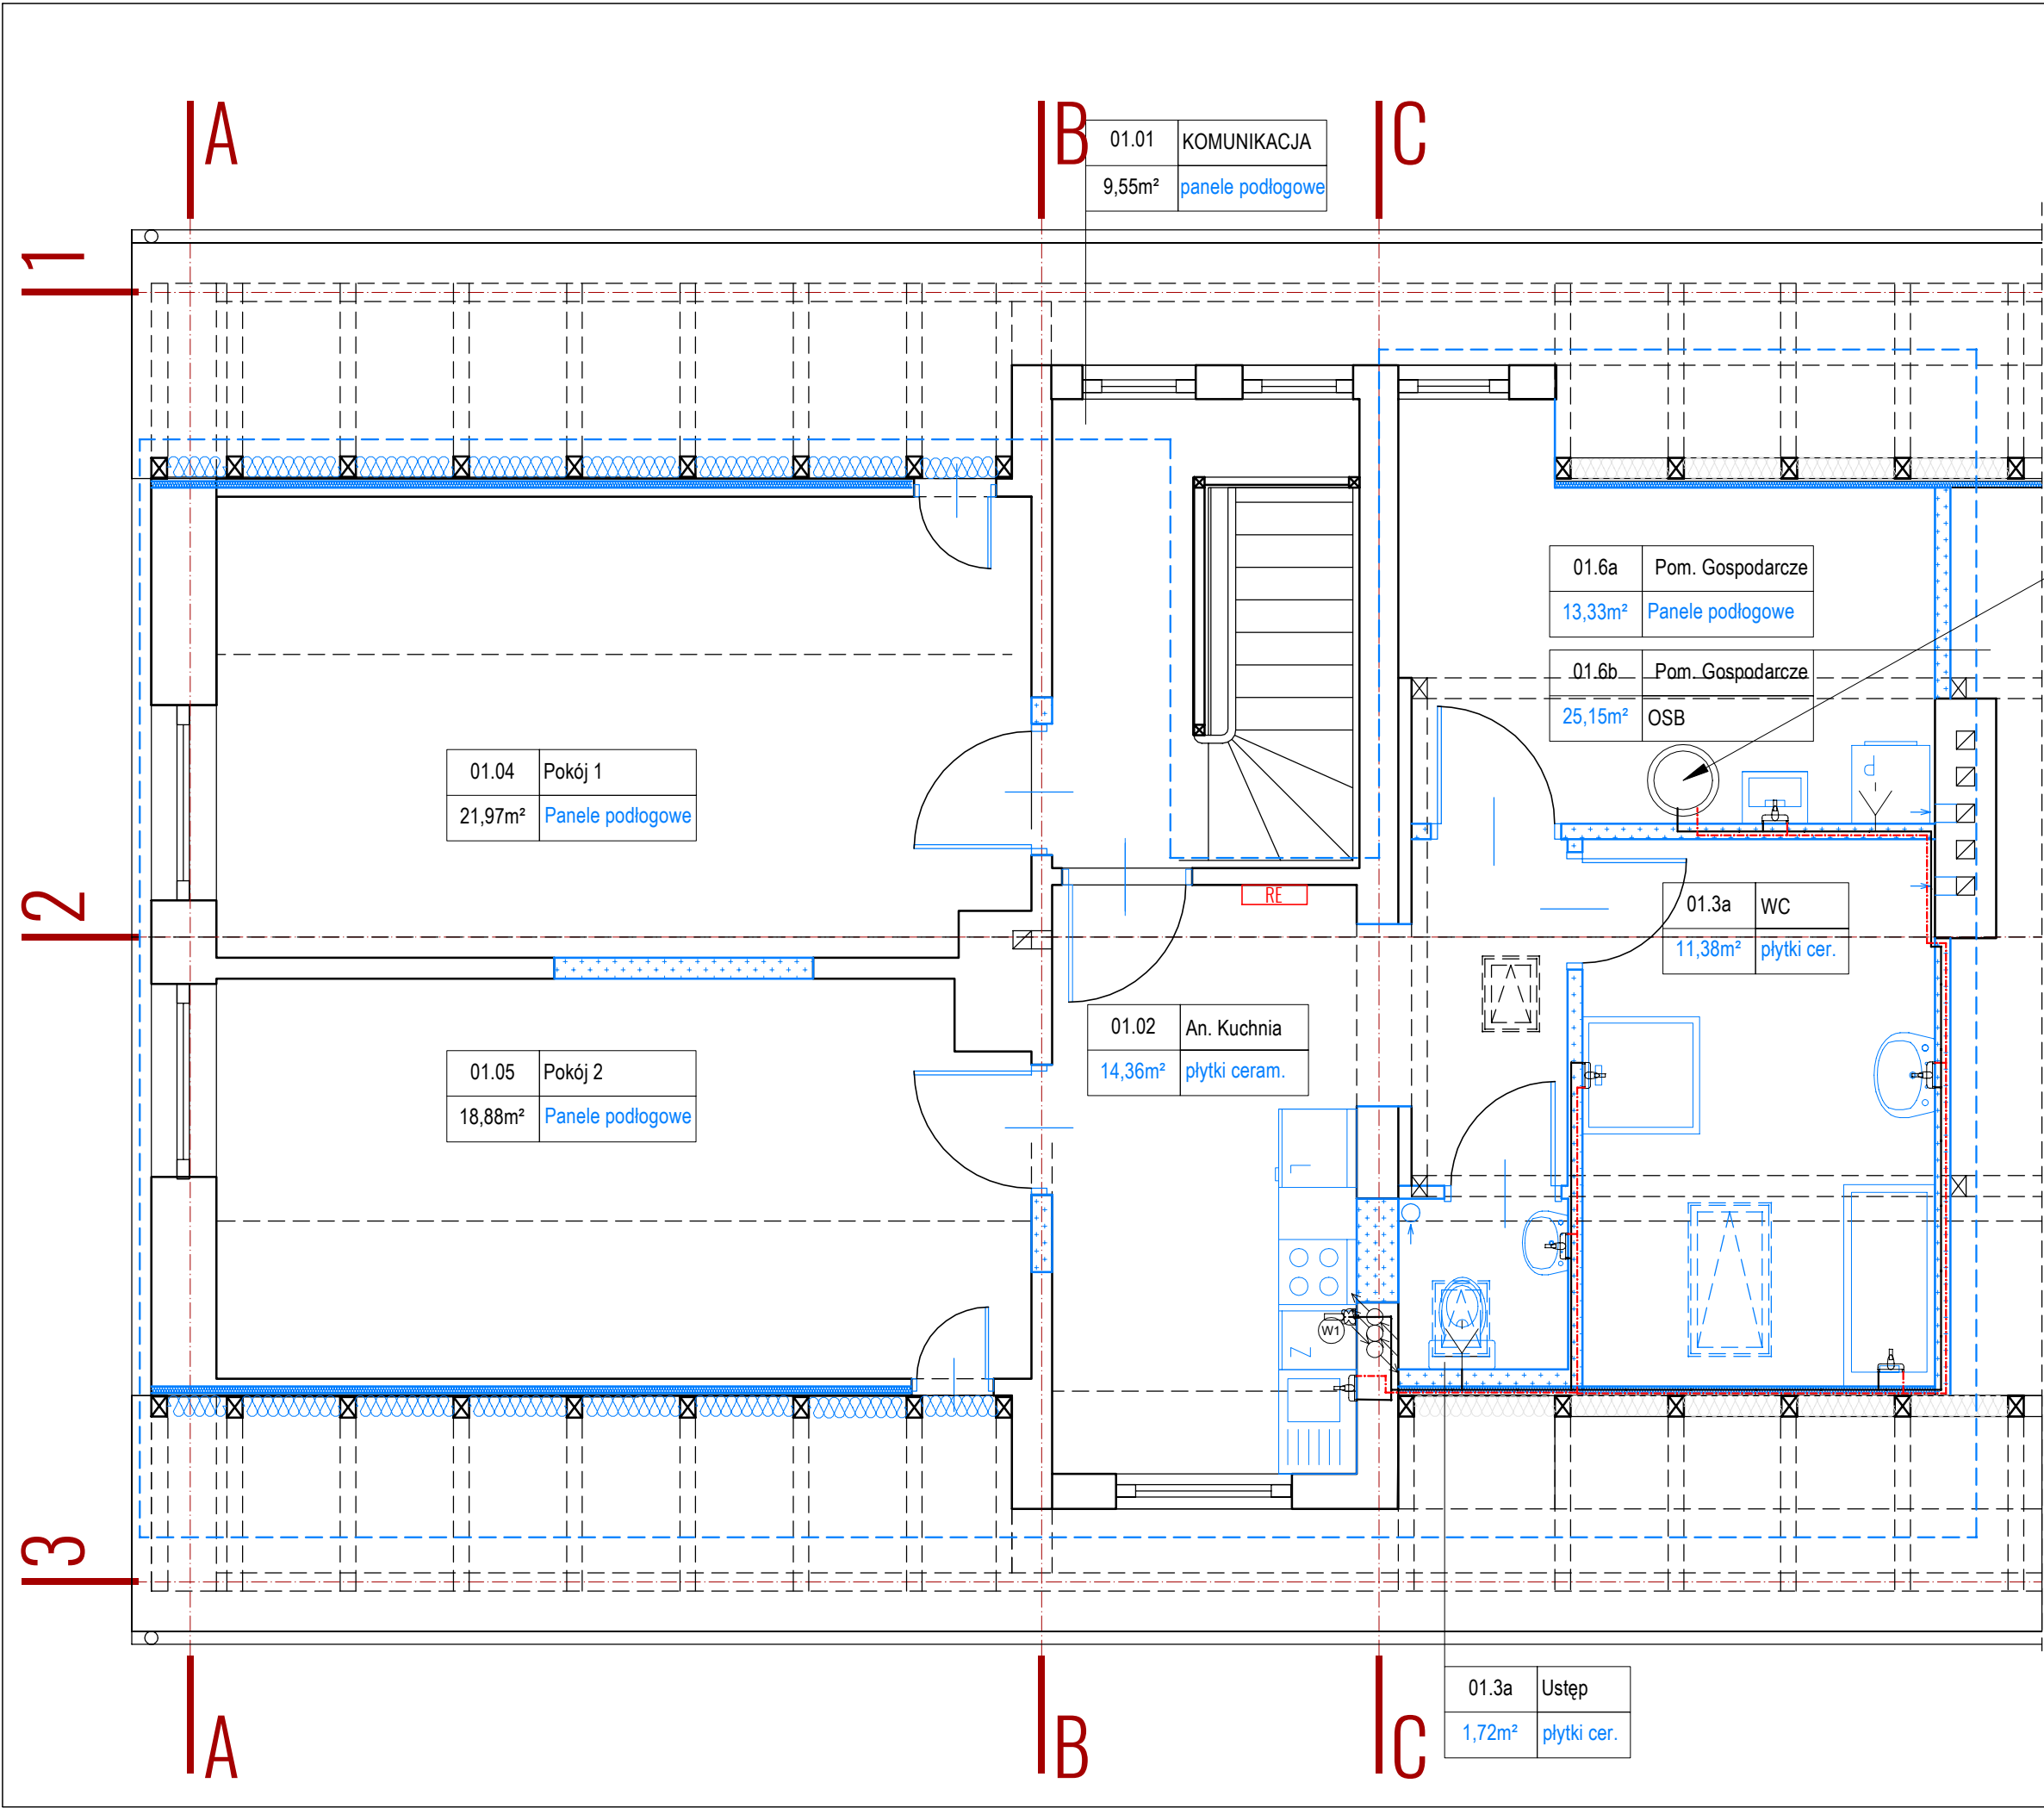 A
B
C
01.01 KOMUNIKACJA
9,55m² panele podłogowe
1
01.6a Pom. Gospodarcze
13,33m² Panele podłogowe
01.6b Pom. Gospodarcze
25,15m² OSB
01.04 Pokój 1
21,97m² Panele podłogowe
P
RE
2
01.3a WC
11,38m² płytki cer.
01.02 An. Kuchnia
14,36m² płytki ceram.
01.05 Pokój 2
18,88m² Panele podłogowe
L
W1
Z
3
01.3a Ustęp
1,72m² płytki cer.
A
B
C